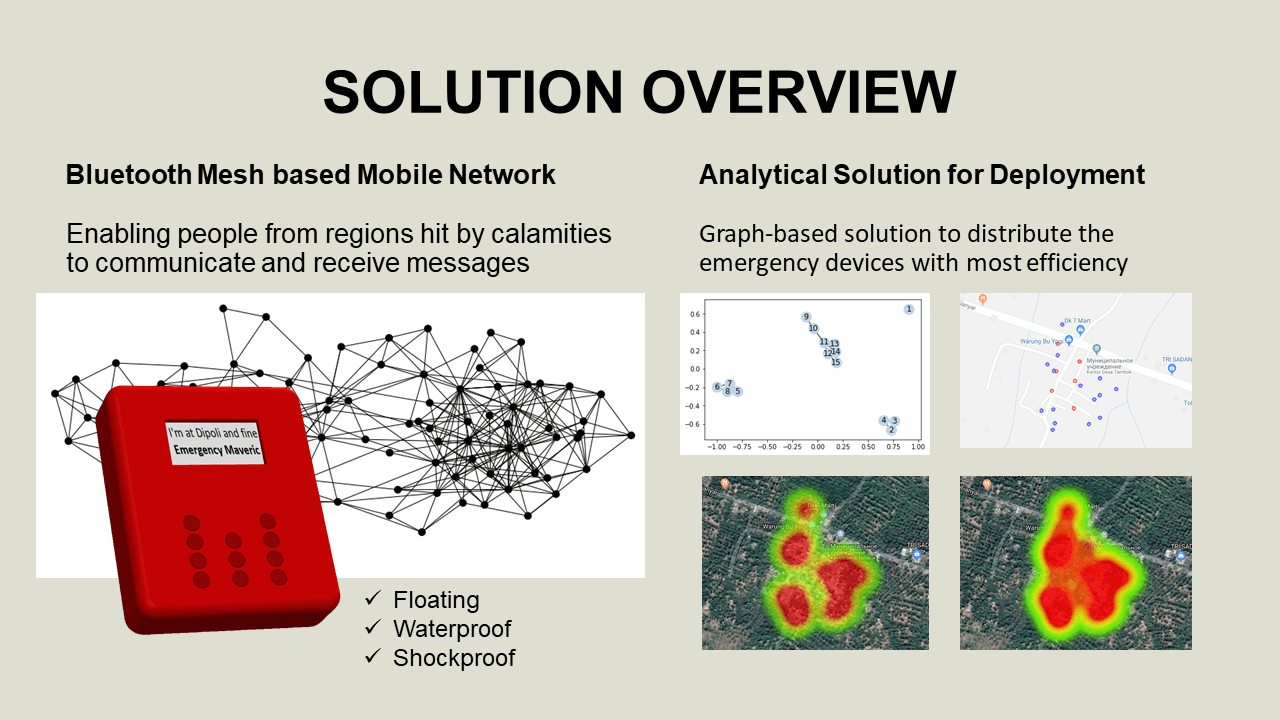 SOLUTION OVERVIEW
Bluetooth Mesh based Mobile Network
Enabling people from regions hit by calamities
to communicate and receive messages
I'm at Dipoli and fine
Emergency Maveric
Floating
Waterproof
Shockproof
Analytical Solution for Deployment
Graph-based solution to distribute the
emergency devices with most efficiency
0.6
0.4
0.2
0.0
−0.2
−0.4
−0.6
−1.00 −0.75 −0.50 −0.25 0.00 0.25 0.50 0.75 1.00
1
9
10
11 13
12 14
15
6 7
8 5
4 3
2
Dk 7 Mart
Warung Bu Yogi
Муниципальное
учреждение
Kantor Desa Tembok
TRI SADAN
Warung Bu Yogi
Муниципальное
учреждение